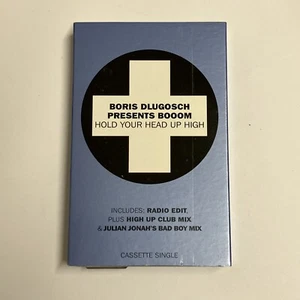 BORIS DLUGOSCH
PRESENTS BOOOM
HOLD YOUR HEAD UP HIGH
INCLUDES: RADIO EDIT,
PLUS HIGH UP CLUB MIX
& JULIAN JONAH'S BAD BOY MIX
CASSETTE SINGLE